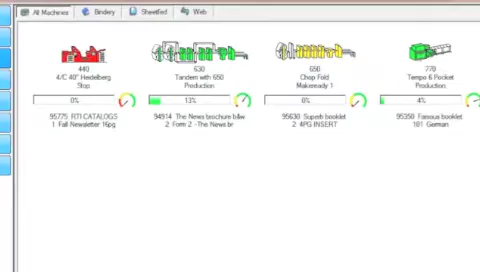 All Machines Bindery Sheetfed Web
440 630 650 770
4/C 40" Heidelberg Tandem with 650 Chop Fold Tempo 6 Pocket
Stop Production Makeready 1 Production
0% 13% 6% 4%
95775 RTI CATALOGS 94914 The News brochure b&w 95630 Superb booklet 95350 Famous booklet
1 Fall Newsletter 16pg 2 Form 2 -The News br 2 4PG INSERT 181 German